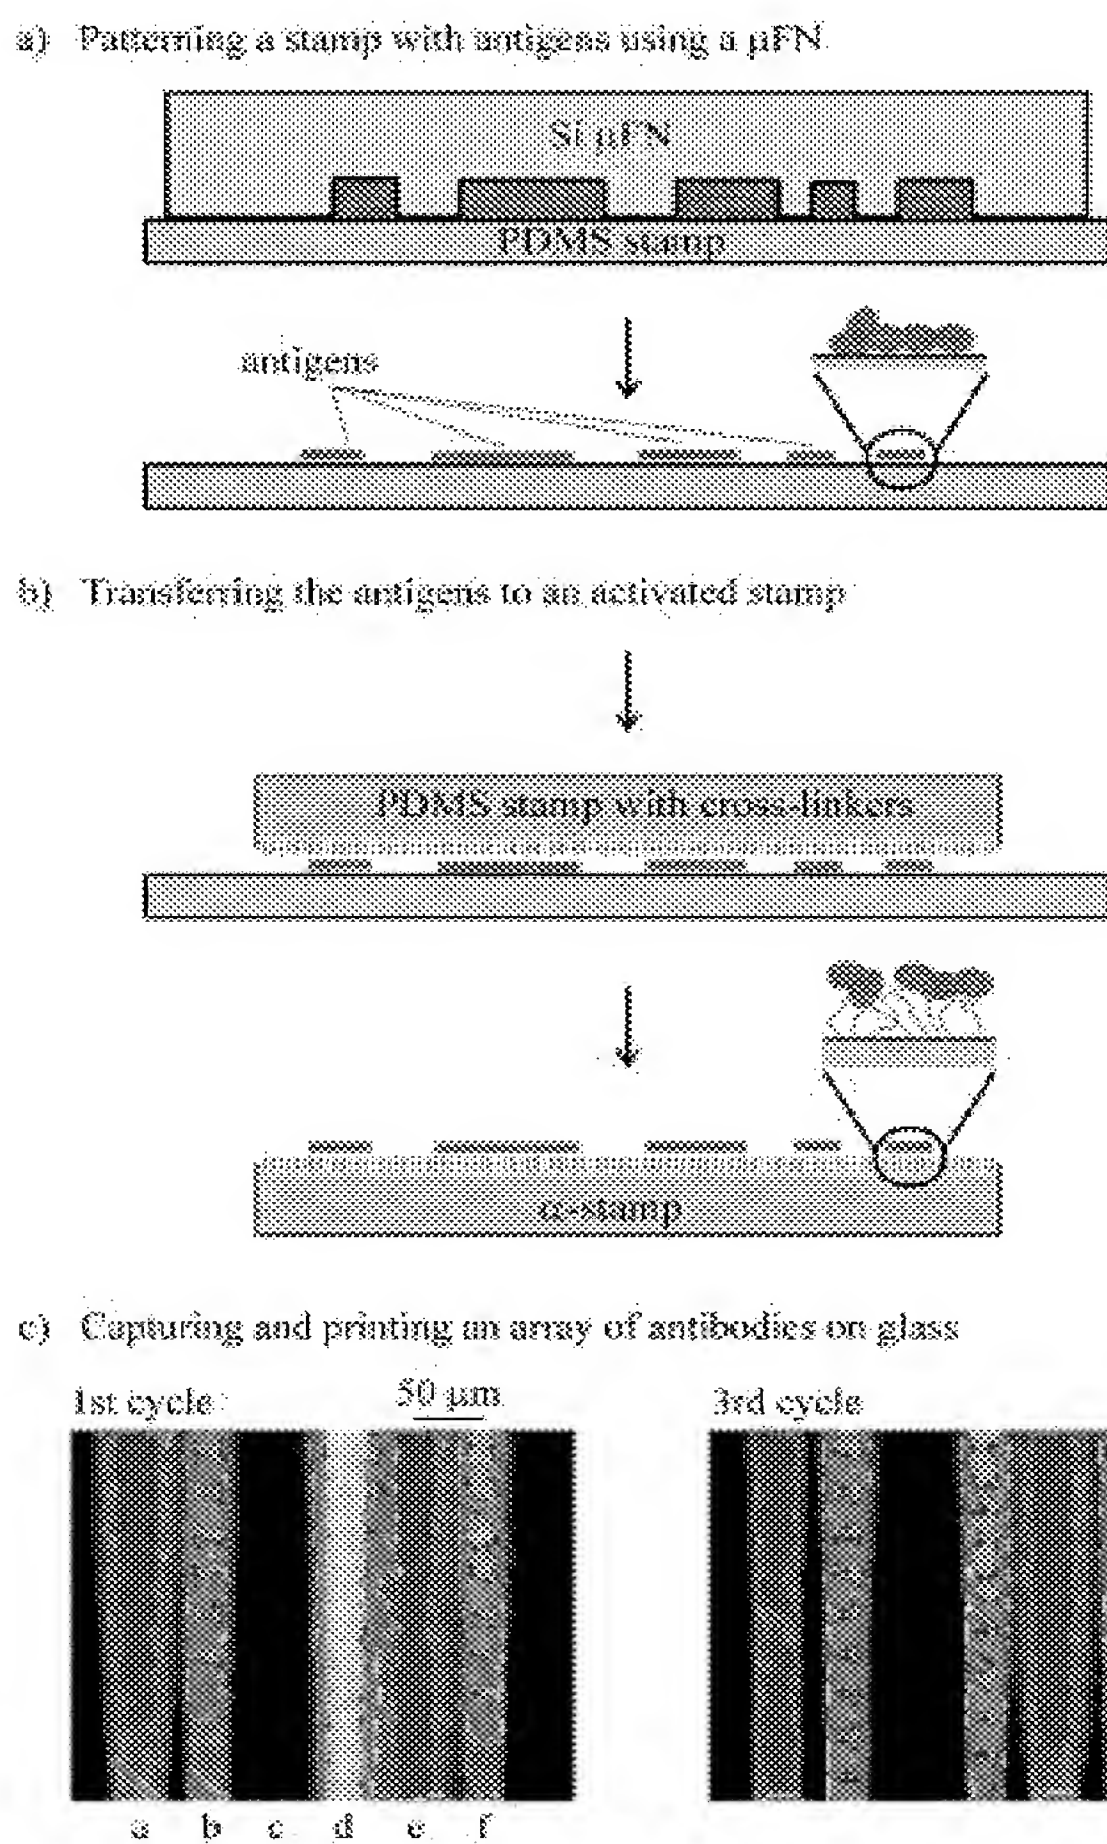 a) Patterning a stamp with antigens using a µFN
Si µFN
PDMS stamp
antigens
b) Transferring the antigens to an activated stamp
PDMS stamp with cross-linkers
α-stamp
c) Capturing and printing an array of antibodies on glass
1st cycle 50 µm 3rd cycle
a b c d e f